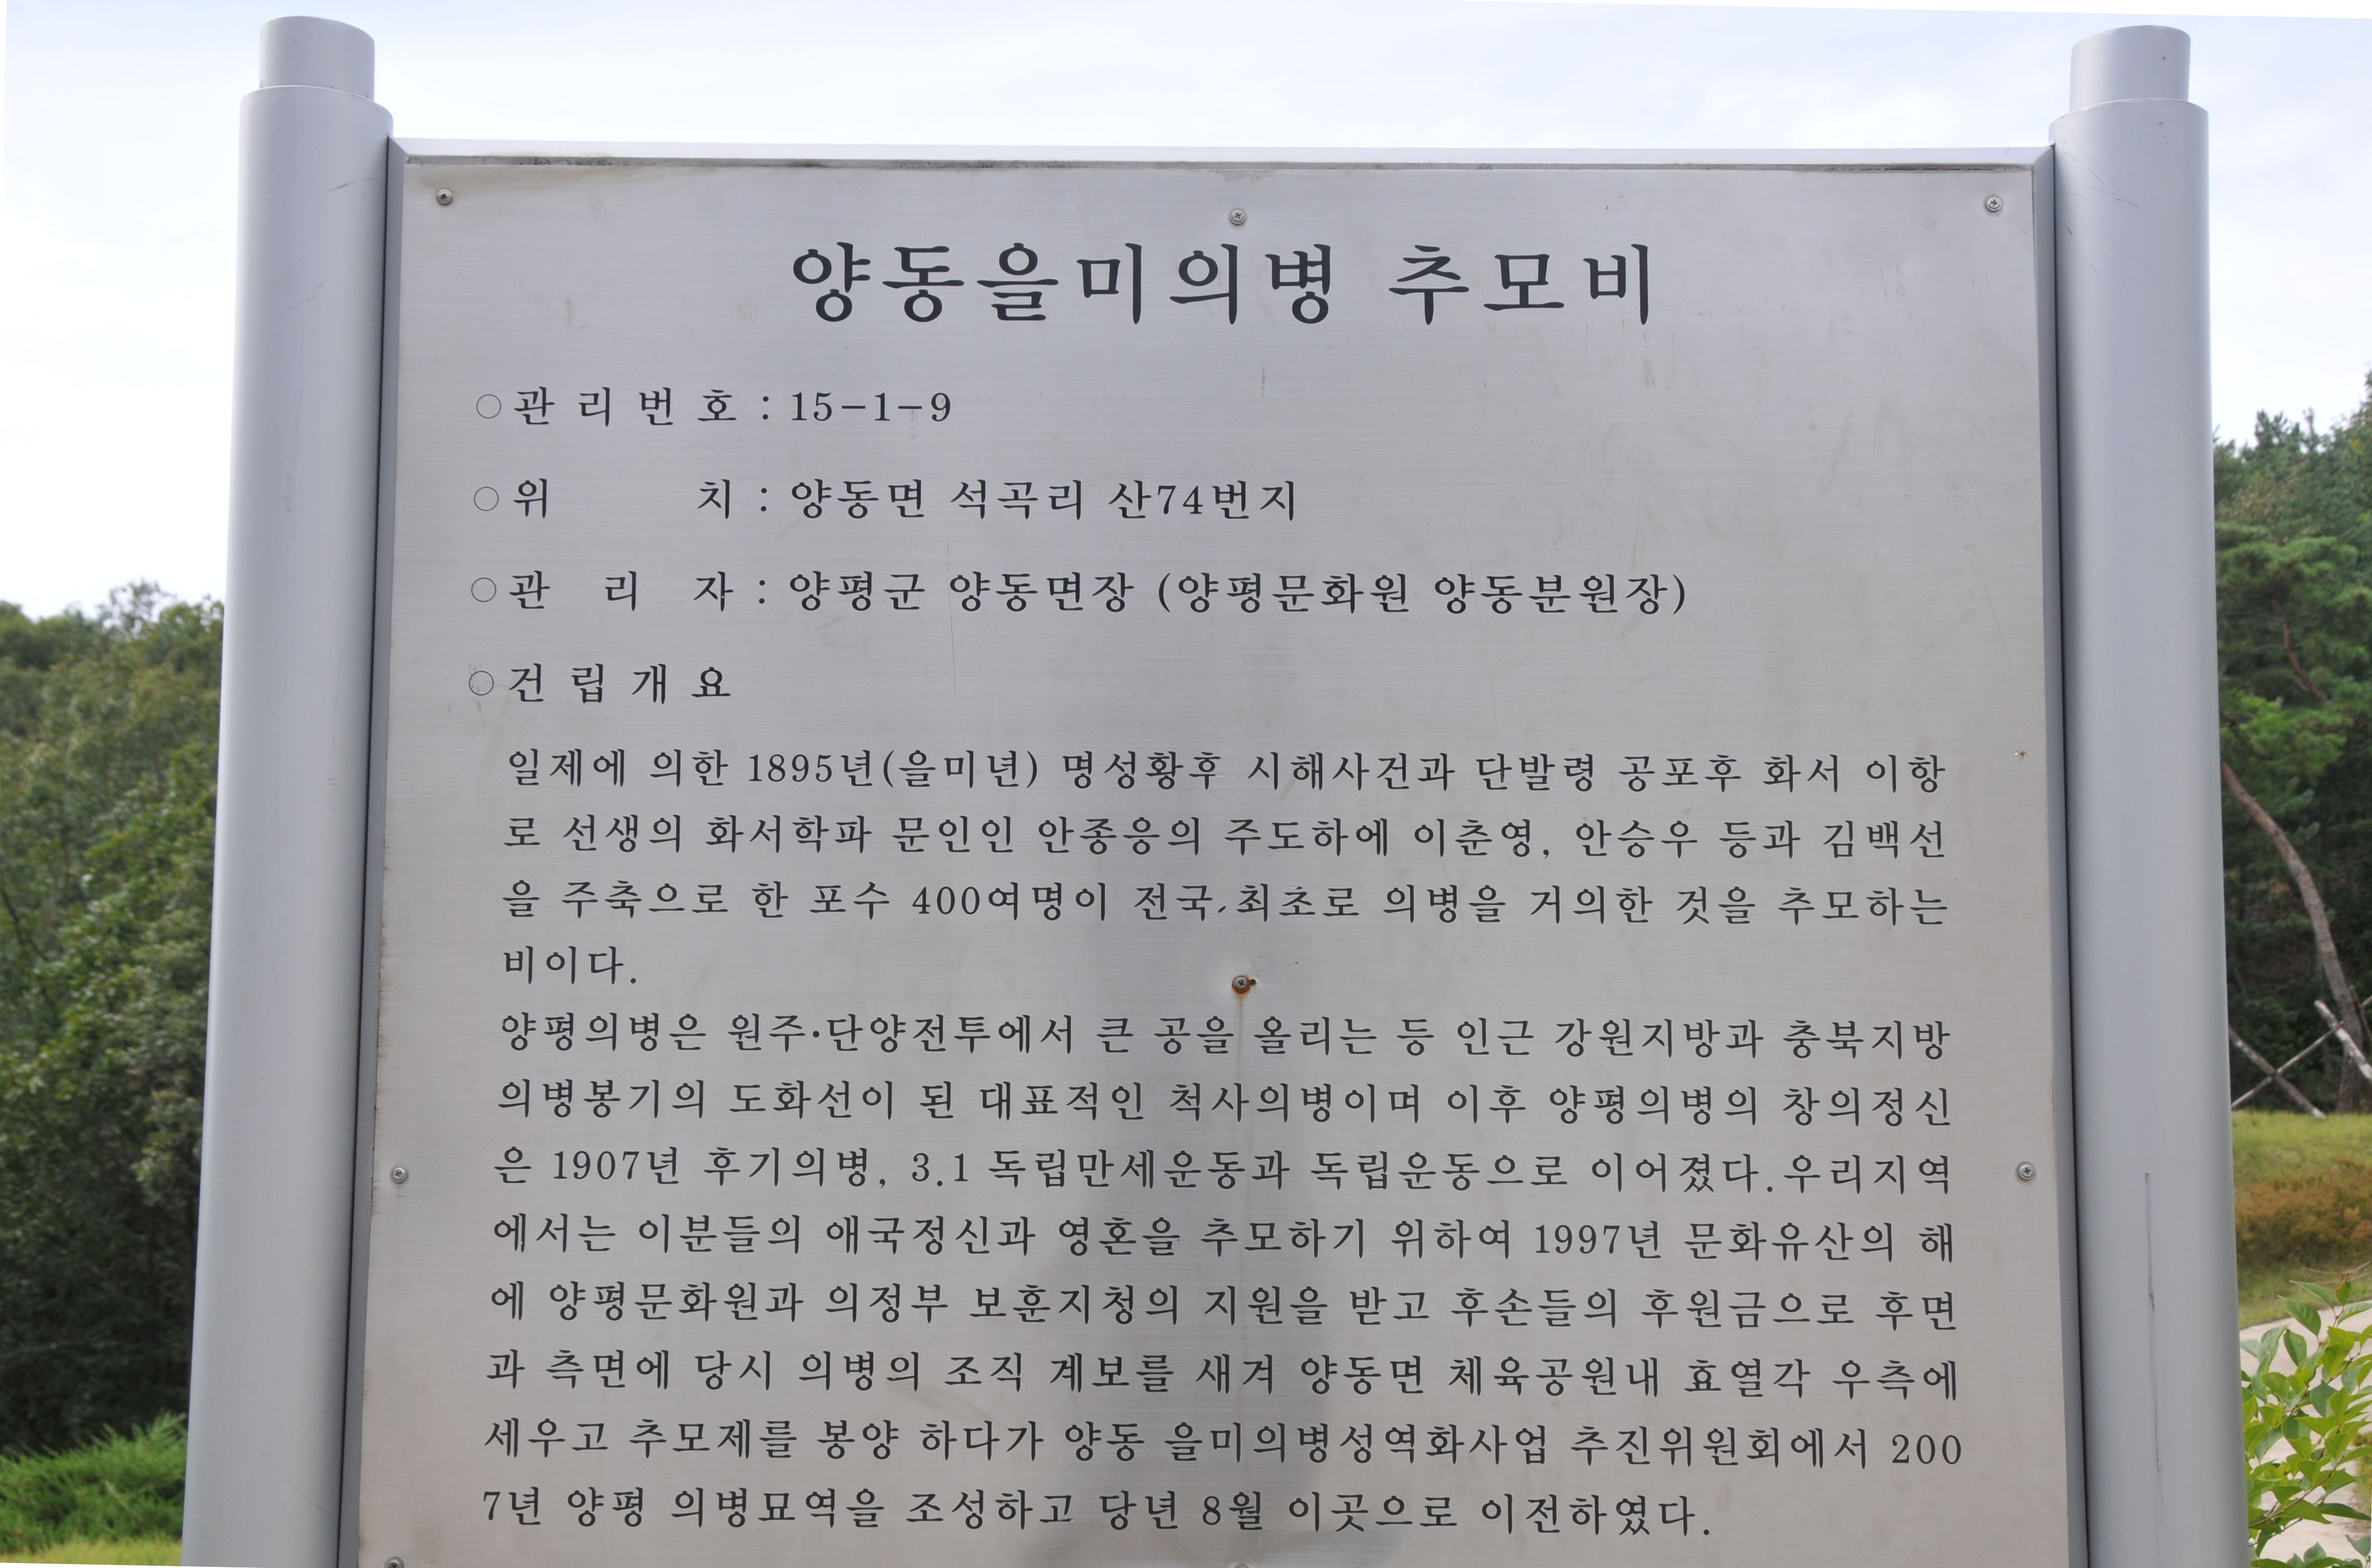 양동을미의병 추모비
○관리번호 : 15-1-9
○위 치 : 양동면 석곡리 산74번지
○관 리 자 : 양평군 양동면장 (양평문화원 양동분원장)
○건립개요
일제에 의한 1895년(을미년) 명성황후 시해사건과 단발령 공포후 화서 이항
로 선생의 화서학파 문인인 안종응의 주도하에 이춘영, 안승우 등과 김백선
을 주축으로 한 포수 400여명이 전국 최초로 의병을 거의한 것을 추모하는
비이다.
양평의병은 원주·단양전투에서 큰 공을 올리는 등 인근 강원지방과 충북지방
의병봉기의 도화선이 된 대표적인 척사의병이며 이후 양평의병의 창의정신
은 1907년 후기의병, 3.1 독립만세운동과 독립운동으로 이어졌다.우리지역
에서는 이분들의 애국정신과 영혼을 추모하기 위하여 1997년 문화유산의 해
에 양평문화원과 의정부 보훈지청의 지원을 받고 후손들의 후원금으로 후면
과 측면에 당시 의병의 조직 계보를 새겨 양동면 체육공원내 효열각 우측에
세우고 추모제를 봉양 하다가 양동 을미의병성역화사업 추진위원회에서 200
7년 양평 의병묘역을 조성하고 당년 8월 이곳으로 이전하였다.